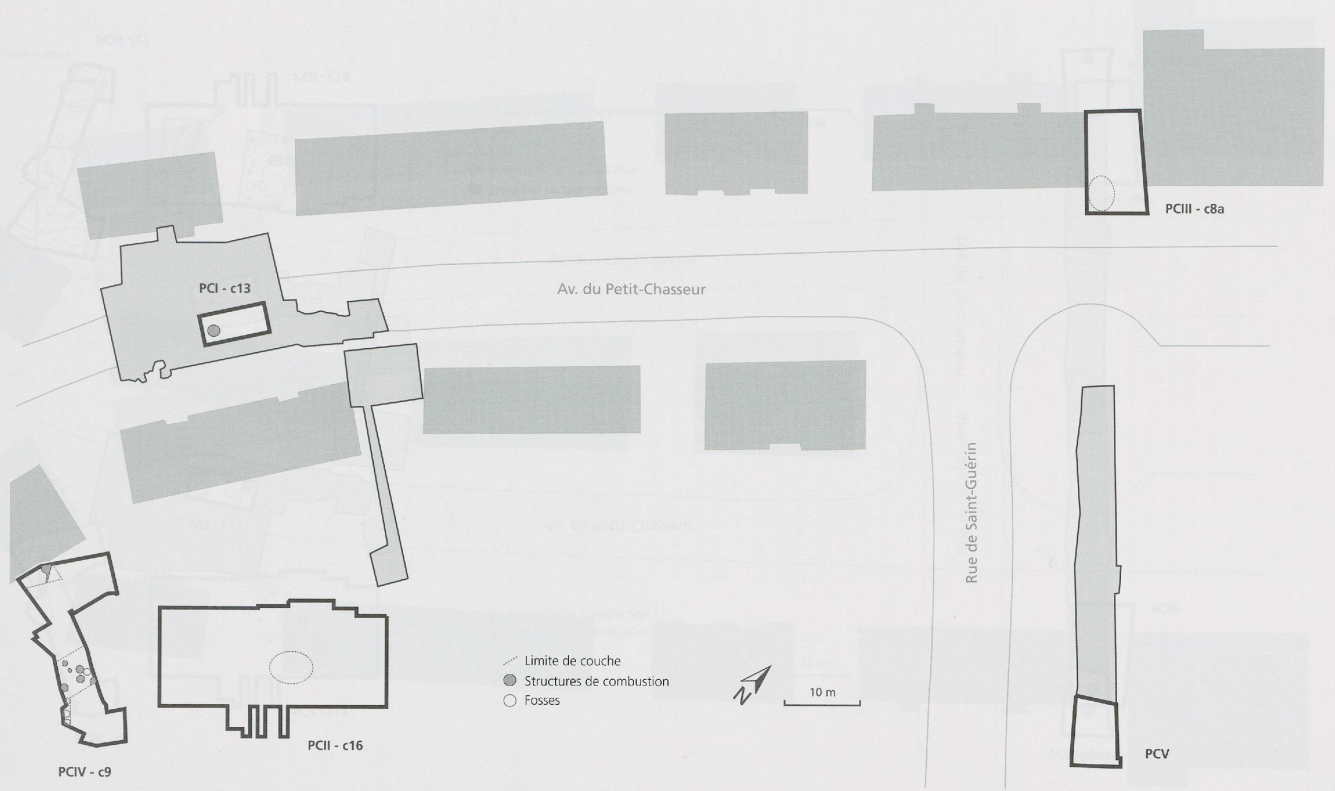 PCIII - c8a
PCI - c13
Av. du Petit-Chasseur
Rue de Saint-Guérin
Limite de couche
Structures de combustion
Fosses
N
10 m
PCII - c16
PCV
PCIV - c9